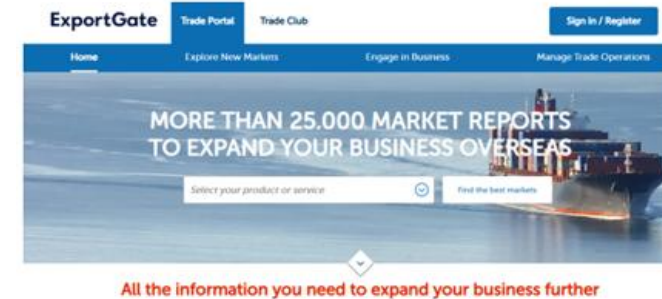 ExportGate
Trade Portal
Trade Club
Sign in / Register
Home
Explore New Markets
Engage in Business
Manage Trade Operations
MORE THAN 25.000 MARKET REPORTS
TO EXPAND YOUR BUSINESS OVERSEAS
Select your product or service
Find the best markets
All the information you need to expand your business further